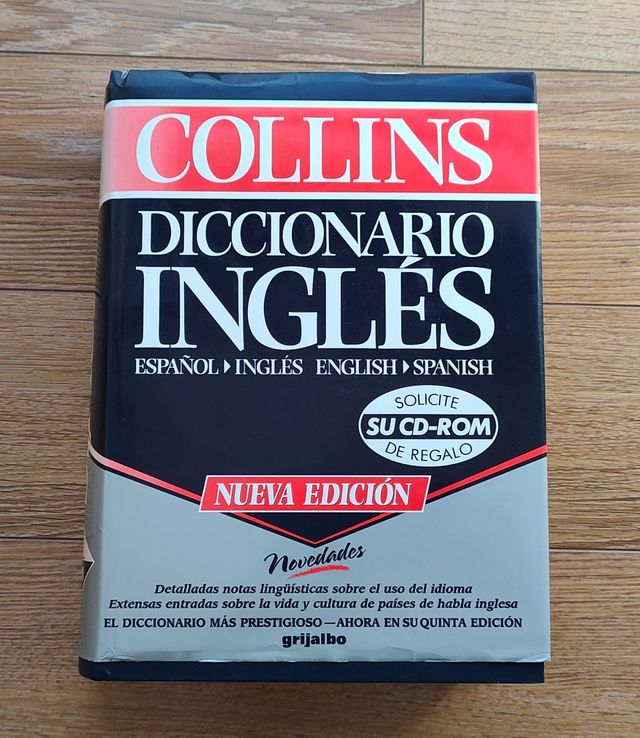 COLLINS
DICCIONARIO
INGLÉS
ESPAÑOL ▶ INGLÉS ENGLISH ▶ SPANISH
SOLICITE
SU CD-ROM
DE REGALO
NUEVA EDICIÓN
Novedades
Detalladas notas lingüísticas sobre el uso del idioma
Extensas entradas sobre la vida y cultura de países de habla inglesa
EL DICCIONARIO MÁS PRESTIGIOSO — AHORA EN SU QUINTA EDICIÓN
grijalbo